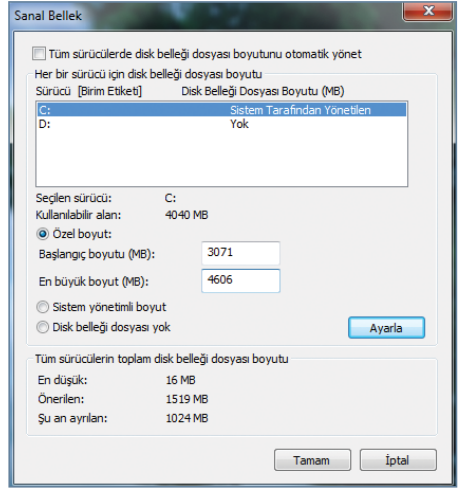 Sanal Bellek
Tüm sürücülerde disk belleği dosyası boyutunu otomatik yönet
Her bir sürücü için disk belleği dosyası boyutu
Sürücü [Birim Etiketi] Disk Belleği Dosyası Boyutu (MB)
C: Sistem Tarafından Yönetilen
D: Yok
Seçilen sürücü: C:
Kullanılabilir alan: 4040 MB
Özel boyut:
Başlangıç boyutu (MB): 3071
En büyük boyut (MB): 4606
Sistem yönetimli boyut
Disk belleği dosyası yok
Ayarla
Tüm sürücülerin toplam disk belleği dosyası boyutu
En düşük: 16 MB
Önerilen: 1519 MB
Şu an ayrılan: 1024 MB
Tamam İptal